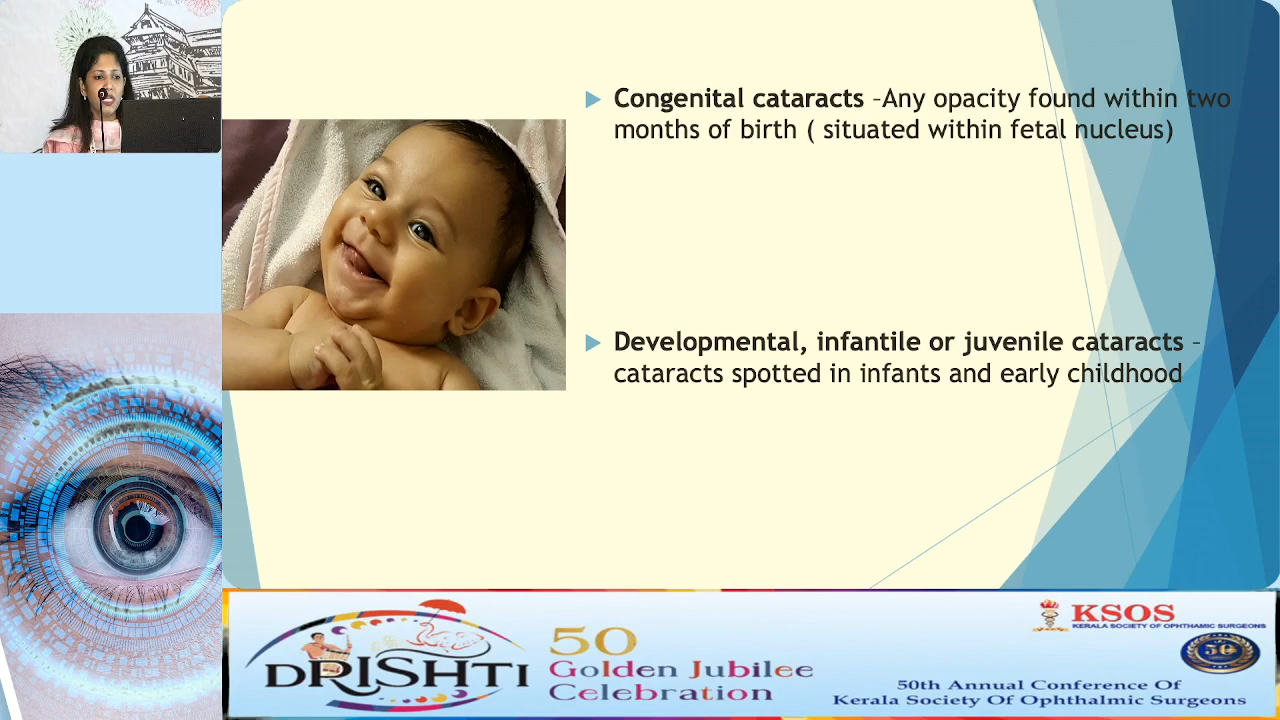 Congenital cataracts –Any opacity found within two
months of birth ( situated within fetal nucleus)
Developmental, infantile or juvenile cataracts –
cataracts spotted in infants and early childhood
DRISHTI
50
Golden Jubilee
Celebration
KSOS
KERALA SOCIETY OF OPHTHAMIC SURGEONS
50
50th Annual Conference Of
Kerala Society Of Ophthalmic Surgeons